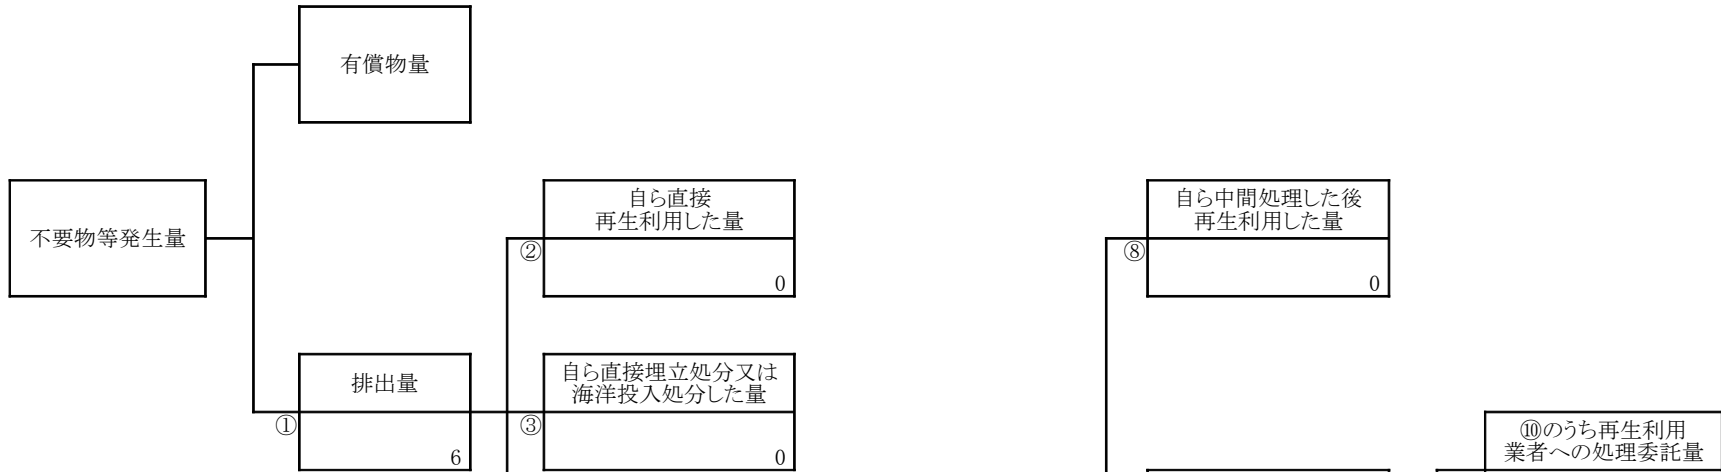 有償物量
不要物等発生量
自ら直接
再生利用した量
②
0
自ら中間処理した後
再生利用した量
⑧
0
排出量
①
6
自ら直接埋立処分又は
海洋投入処分した量
③
0
⑩のうち再生利用
業者への処理委託量